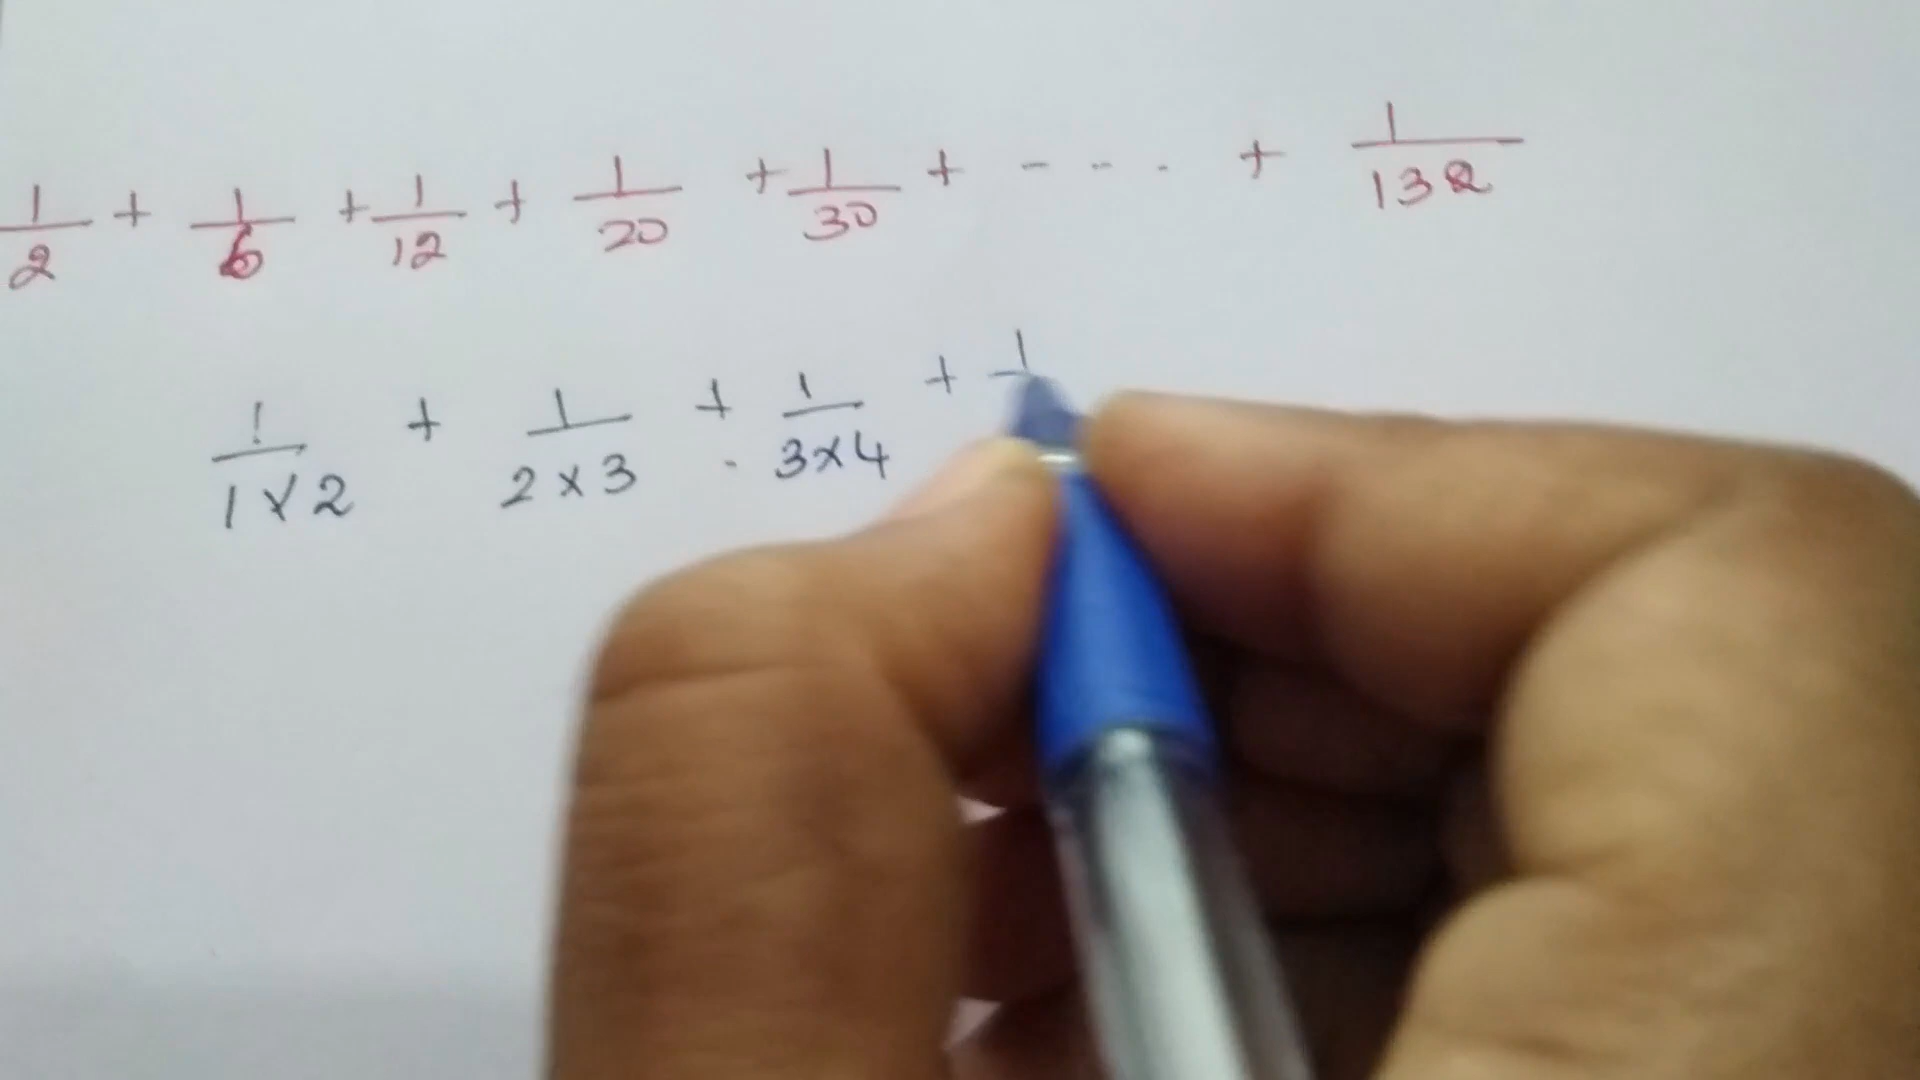 1/2 + 1/6 + 1/12 + 1/20 + 1/30 + - - . . + 1/132
1/1×2 + 1/2×3 + 1/3×4 + 1